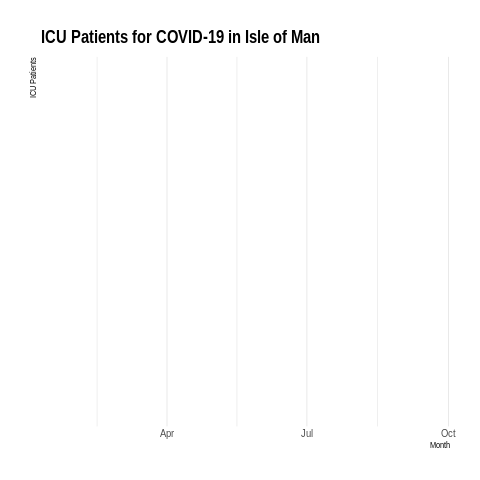 ICU Patients for COVID-19 in Isle of Man
ICU Patients
Apr Jul Oct
Month